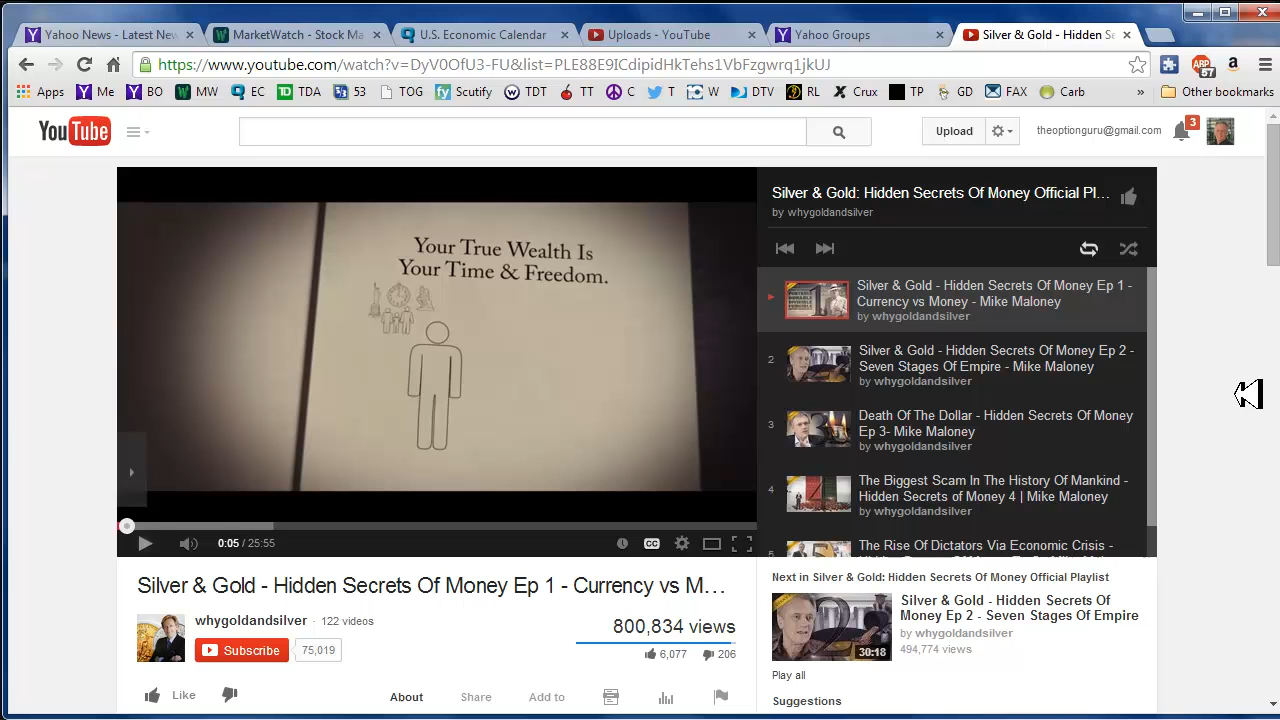 Yahoo News - Latest New
MarketWatch - Stock Ma
U.S. Economic Calendar
Uploads - YouTube
Yahoo Groups
Silver & Gold - Hidden Se
https://www.youtube.com/watch?v=DyV0OfU3-FU&list=PLE88E9ICdipidHkTehs1VbFzgwrq1jkUJ
ABP
57
Apps
Me
BO
MW
EC
TDA
53
TOG
Scutify
TDT
TT
C
T
W
DTV
RL
Crux
TP
GD
FAX
Carb
»
Other bookmarks
YouTube
Upload
theoptionguru@gmail.com
3
Your True Wealth Is
Your Time & Freedom.
0:05 / 25:55
CC
Silver & Gold: Hidden Secrets Of Money Official Pl...
by whygoldandsilver
Silver & Gold - Hidden Secrets Of Money Ep 1 -
Currency vs Money - Mike Maloney
by whygoldandsilver
2
Silver & Gold - Hidden Secrets Of Money Ep 2 -
Seven Stages Of Empire - Mike Maloney
by whygoldandsilver
3
Death Of The Dollar - Hidden Secrets Of Money
Ep 3- Mike Maloney
by whygoldandsilver
4
The Biggest Scam In The History Of Mankind -
Hidden Secrets of Money 4 | Mike Maloney
by whygoldandsilver
5
The Rise Of Dictators Via Economic Crisis -
Silver & Gold - Hidden Secrets Of Money Ep 1 - Currency vs M...
whygoldandsilver · 122 videos
Subscribe
75,019
800,834 views
6,077
206
Like
About
Share
Add to
Next in Silver & Gold: Hidden Secrets Of Money Official Playlist
Silver & Gold - Hidden Secrets Of
Money Ep 2 - Seven Stages Of Empire
by whygoldandsilver
494,774 views
30:18
Play all
Suggestions